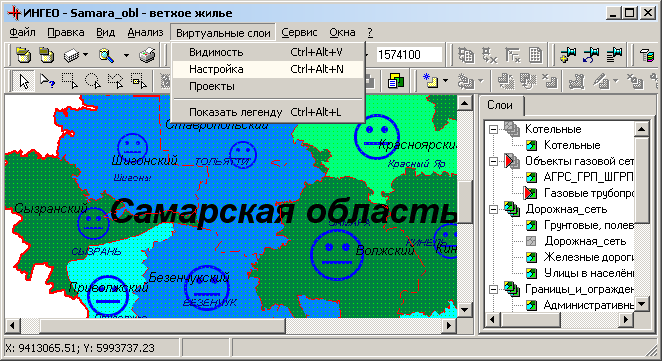 ИНГЕО - Samara_obl - ветхое жилье
Файл Правка Вид Анализ Виртуальные слои Сервис Окна ?
Видимость Ctrl+Alt+V
Настройка Ctrl+Alt+N
Проекты
Показать легенду Ctrl+Alt+L
1574100
Ставропольский
Красноярский
Шигонский
ТОЛЬЯТТИ
Красный Яр
Шигоны
Сызранский
Самарская область
СЫЗРАНЬ
Волжский
Безенчукский
Приволжский
БЕЗЕНЧУК
Слои
Котельные
Котельные
Объекты газовой сет
АГРС_ГРП_ШГРП
Газовые трубопро
Дорожная_сеть
Грунтовые, полев
Дорожная_сеть
Железные дороги
Улицы в населён
Границы_и_огражден
Административны
X: 9413065.51; Y: 5993737.23